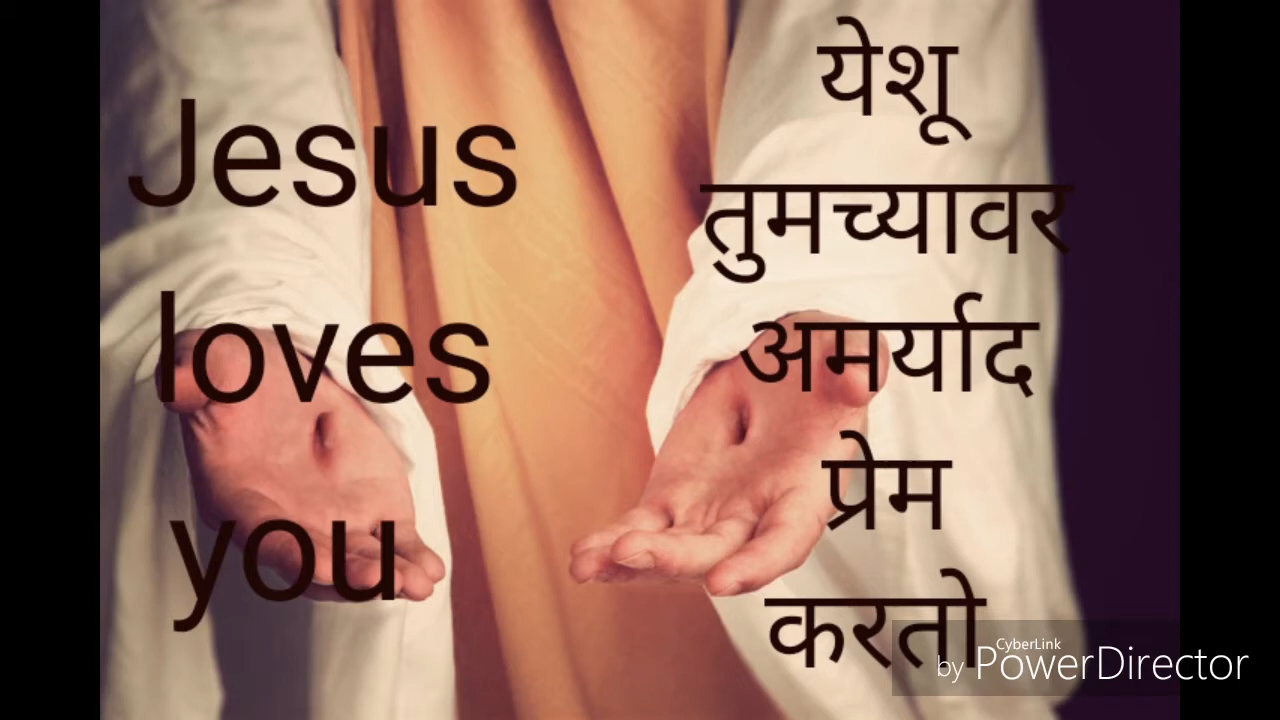 Jesus
loves
you
येशू
तुमच्यावर
अमर्याद
प्रेम
करतो
CyberLink
by PowerDirector